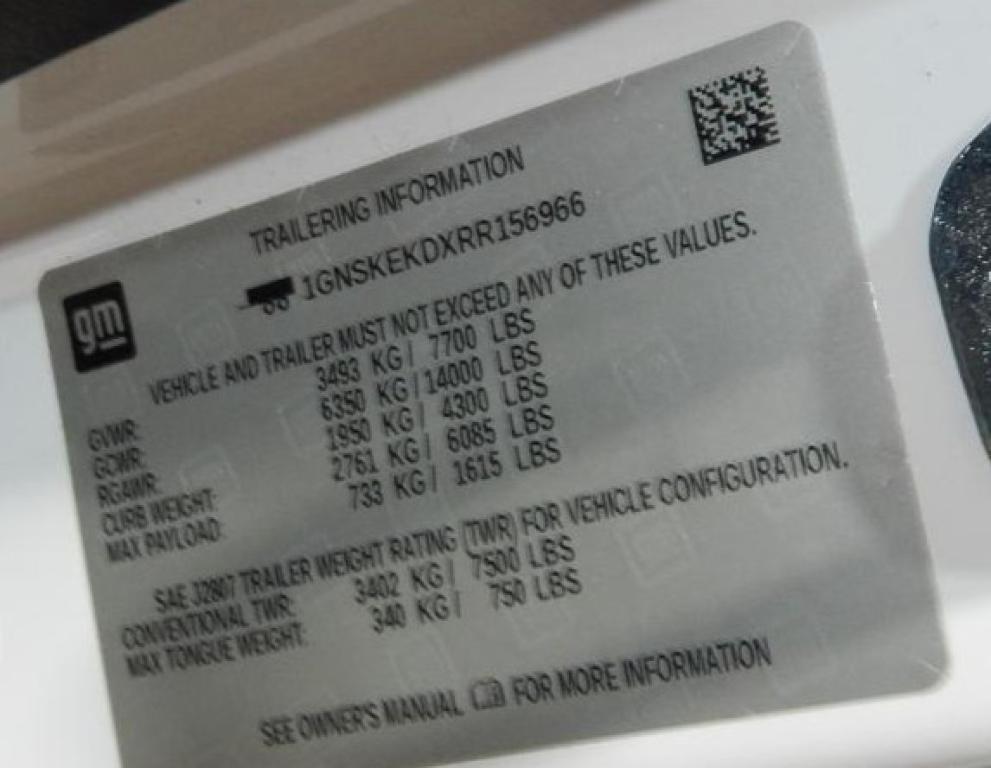 TRAILERING INFORMATION
1GNSKEKDXRR156966
gm
VEHICLE AND TRAILER MUST NOT EXCEED ANY OF THESE VALUES.
GVWR: 3493 KG / 7700 LBS
GCWR: 6350 KG / 14000 LBS
RGAWR: 1950 KG / 4300 LBS
CURB WEIGHT: 2761 KG / 6085 LBS
MAX PAYLOAD: 733 KG / 1615 LBS
SAE J2807 TRAILER WEIGHT RATING (TWR) FOR VEHICLE CONFIGURATION.
CONVENTIONAL TWR: 3402 KG / 7500 LBS
MAX TONGUE WEIGHT: 340 KG / 750 LBS
SEE OWNER'S MANUAL FOR MORE INFORMATION